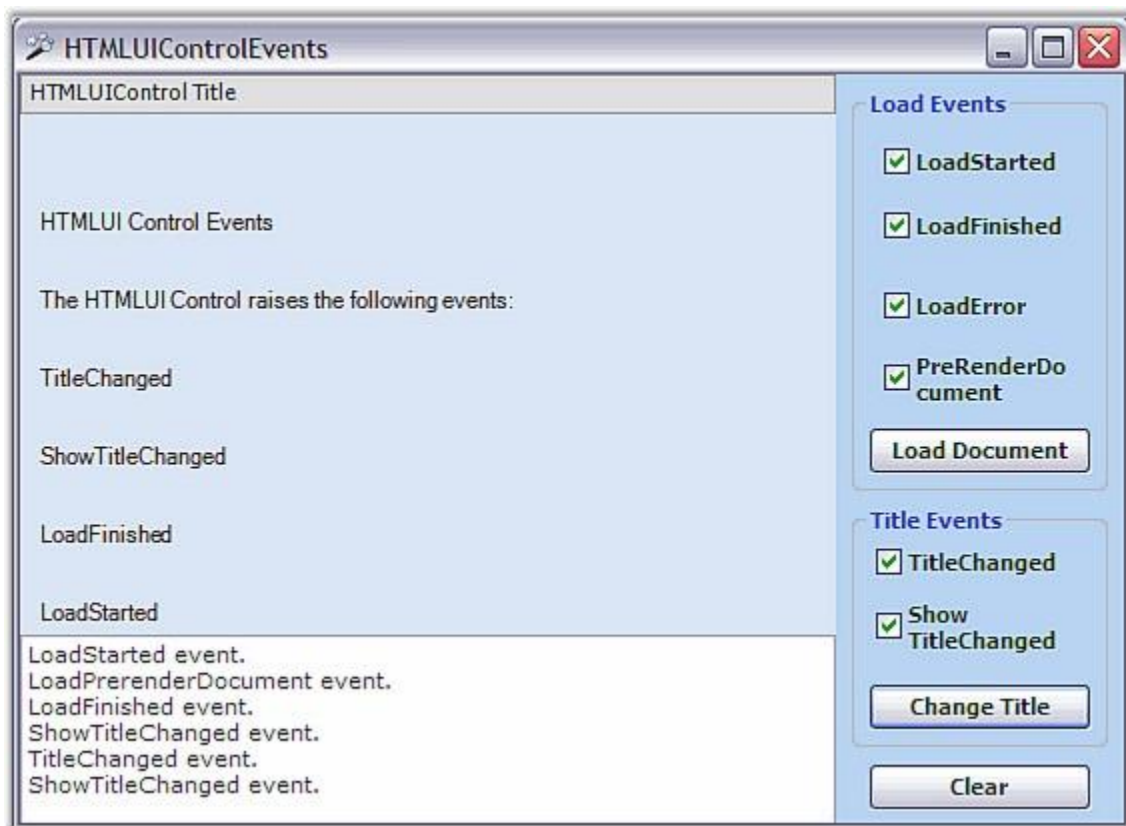 HTMLUIControlEvents
HTMLUIControl Title
HTMLUI Control Events
The HTMLUI Control raises the following events:
TitleChanged
ShowTitleChanged
LoadFinished
LoadStarted
LoadStarted event.
LoadPrerenderDocument event.
LoadFinished event.
ShowTitleChanged event.
TitleChanged event.
ShowTitleChanged event.
Load Events
LoadStarted
LoadFinished
LoadError
PreRenderDo
cument
Load Document
Title Events
TitleChanged
Show
TitleChanged
Change Title
Clear